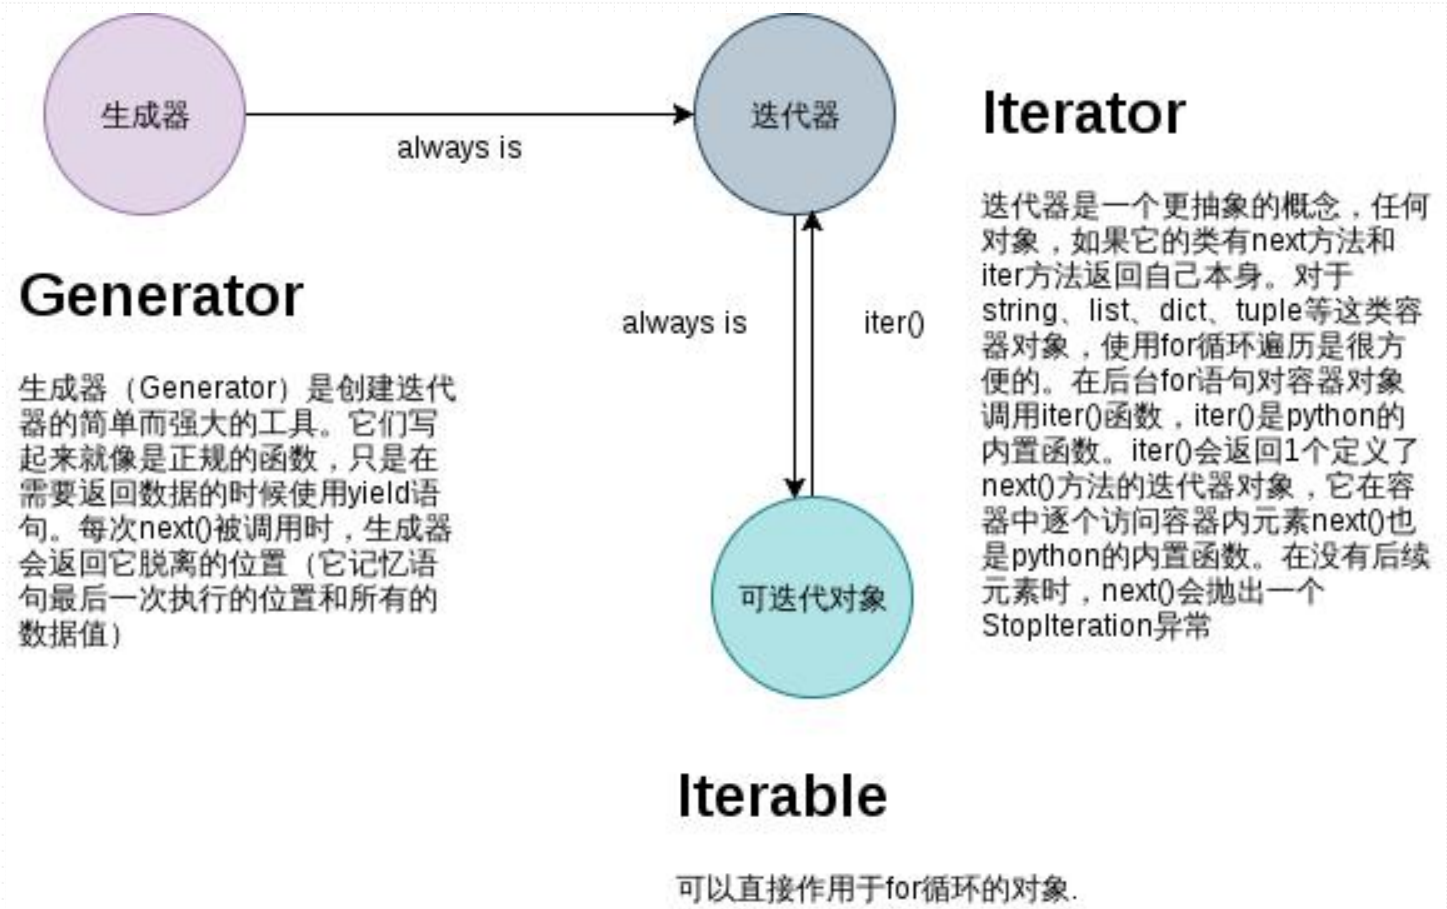 生成器
always is
迭代器
Generator
生成器（Generator）是创建迭代
器的简单而强大的工具。它们写
起来就像是正规的函数，只是在
需要返回数据的时候使用yield语
句。每次next()被调用时，生成器
会返回它脱离的位置（它记忆语
句最后一次执行的位置和所有的
数据值）
always is
iter()
可迭代对象
Iterator
迭代器是一个更抽象的概念，任何
对象，如果它的类有next方法和
iter方法返回自己本身。对于
string、list、dict、tuple等这类容
器对象，使用for循环遍历是很方
便的。在后台for语句对容器对象
调用iter()函数，iter()是python的
内置函数。iter()会返回1个定义了
next()方法的迭代器对象，它在容
器中逐个访问容器内元素next()也
是python的内置函数。在没有后续
元素时，next()会抛出一个
StopIteration异常
Iterable
可以直接作用于for循环的对象.